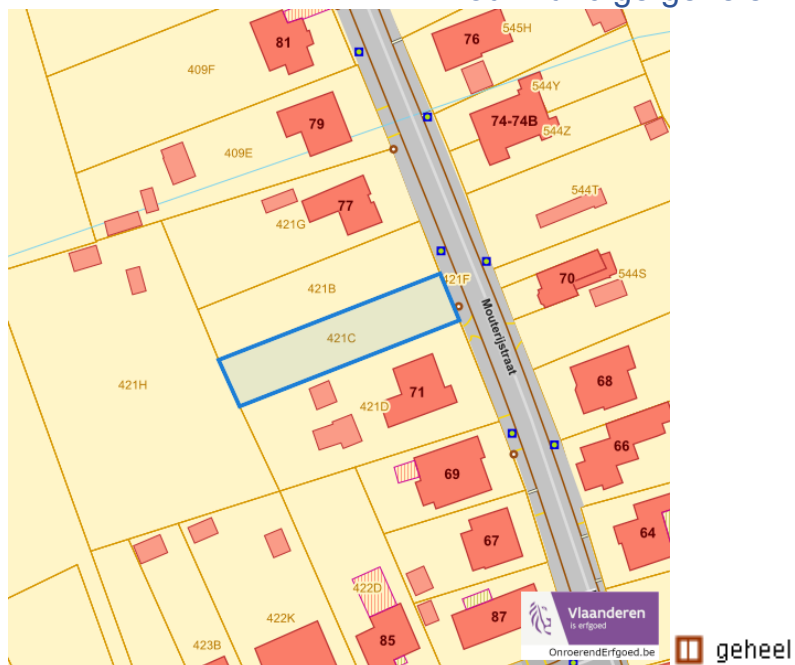 81
76
545H
409F
544Y
79
74-74B
544Z
409E
544T
77
421G
421F
421B
70
544S
Mouterijstraat
421C
421H
68
71
421D
66
69
64
67
422D
87
422K
85
423B
Vlaanderen
is erfgoed
OnroerendErfgoed.be
geheel